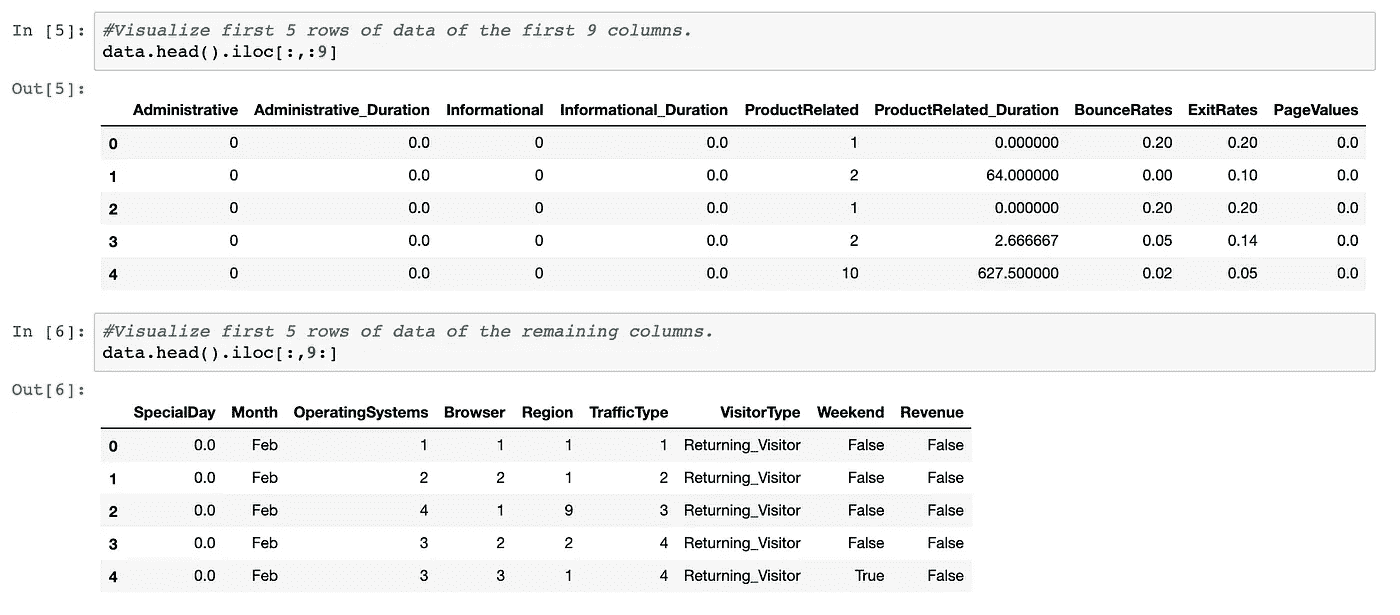 In [5]: #Visualize first 5 rows of data of the first 9 columns.
data.head().iloc[:,:9]
Out[5]:
Administrative Administrative_Duration Informational Informational_Duration ProductRelated ProductRelated_Duration BounceRates ExitRates PageValues
0 0 0.0 0 0.0 1 0.000000 0.20 0.20 0.0
1 0 0.0 0 0.0 2 64.000000 0.00 0.10 0.0
2 0 0.0 0 0.0 1 0.000000 0.20 0.20 0.0
3 0 0.0 0 0.0 2 2.666667 0.05 0.14 0.0
4 0 0.0 0 0.0 10 627.500000 0.02 0.05 0.0
In [6]: #Visualize first 5 rows of data of the remaining columns.
data.head().iloc[:,9:]
Out[6]:
SpecialDay Month OperatingSystems Browser Region TrafficType VisitorType Weekend Revenue
0 0.0 Feb 1 1 1 1 Returning_Visitor False False
1 0.0 Feb 2 2 1 2 Returning_Visitor False False
2 0.0 Feb 4 1 9 3 Returning_Visitor False False
3 0.0 Feb 3 2 2 4 Returning_Visitor False False
4 0.0 Feb 3 3 1 4 Returning_Visitor True False